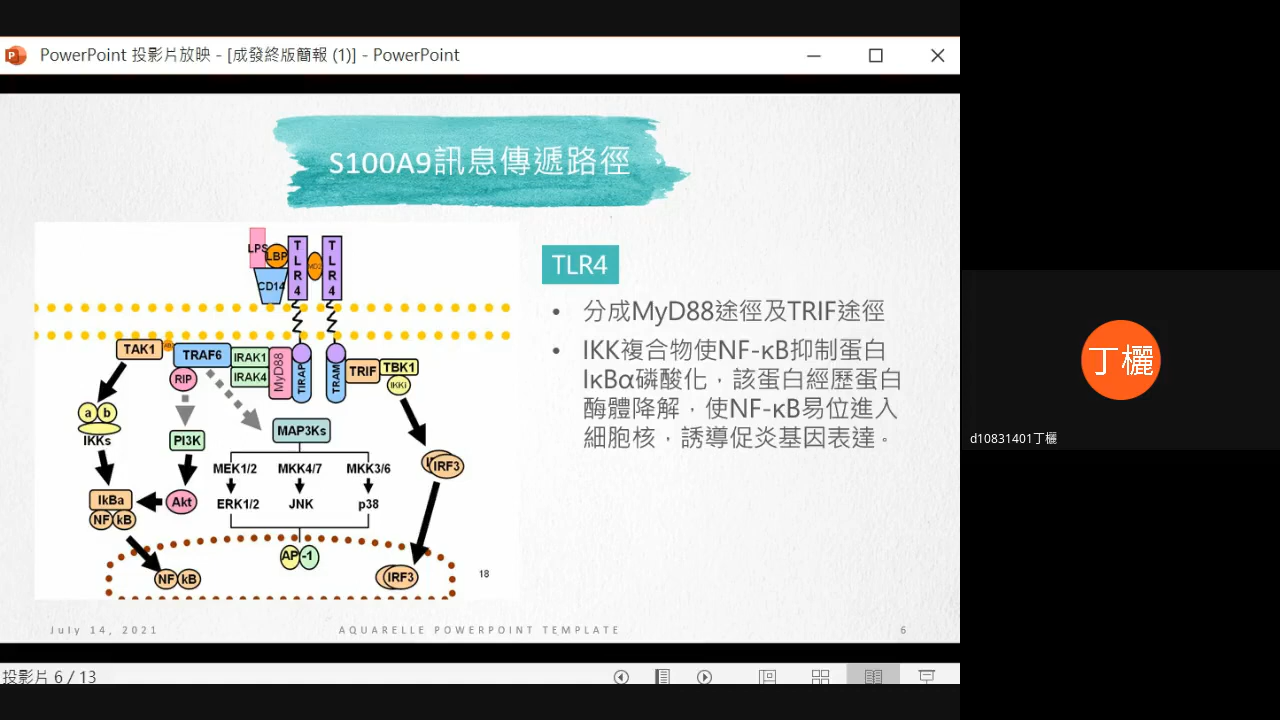 PowerPoint 投影片放映 - [成發終版簡報 (1)] - PowerPoint
S100A9訊息傳遞路徑
TLR4
• 分成MyD88途徑及TRIF途徑
• IKK複合物使NF-κB抑制蛋白
IκBα磷酸化，該蛋白經歷蛋白
酶體降解，使NF-κB易位進入
細胞核，誘導促炎基因表達。
LPS
LBP
CD14
TLR4
MD2
TLR4
TAK1
TRAF6
IRAK1
IRAK4
MyD88
TIRAP
TRAM
TRIF
TBK1
IKKi
RIP
a b
IKKs
PI3K
MAP3Ks
IRF3
MEK1/2 MKK4/7 MKK3/6
IkBa
NF kB
Akt
ERK1/2 JNK p38
AP -1
NF kB
IRF3
18
July 14, 2021
AQUARELLE POWERPOINT TEMPLATE
6
投影片 6 / 13
丁欐
d10831401丁欐